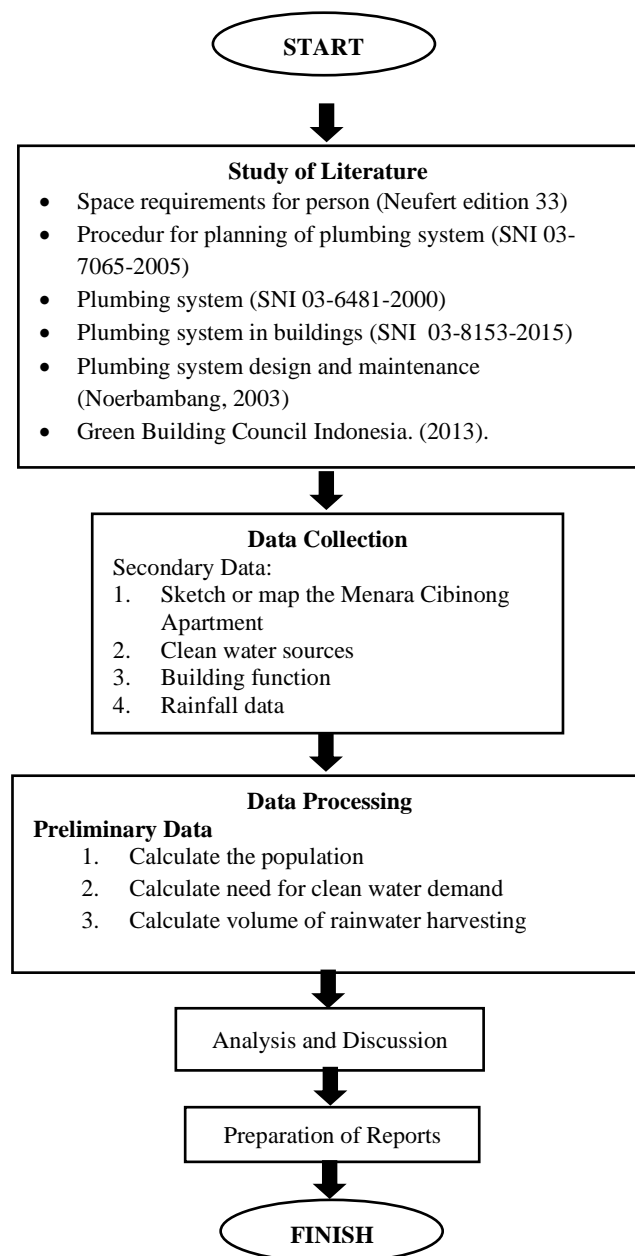 START
Study of Literature
• Space requirements for person (Neufert edition 33)
• Procedur for planning of plumbing system (SNI 03-
7065-2005)
• Plumbing system (SNI 03-6481-2000)
• Plumbing system in buildings (SNI  03-8153-2015)
• Plumbing system design and maintenance
(Noerbambang, 2003)
• Green Building Council Indonesia. (2013).
Data Collection
Secondary Data:
1. Sketch or map the Menara Cibinong
Apartment
2. Clean water sources
3. Building function
4. Rainfall data
Data Processing
Preliminary Data
1. Calculate the population
2. Calculate need for clean water demand
3. Calculate volume of rainwater harvesting
Analysis and Discussion
Preparation of Reports
FINISH